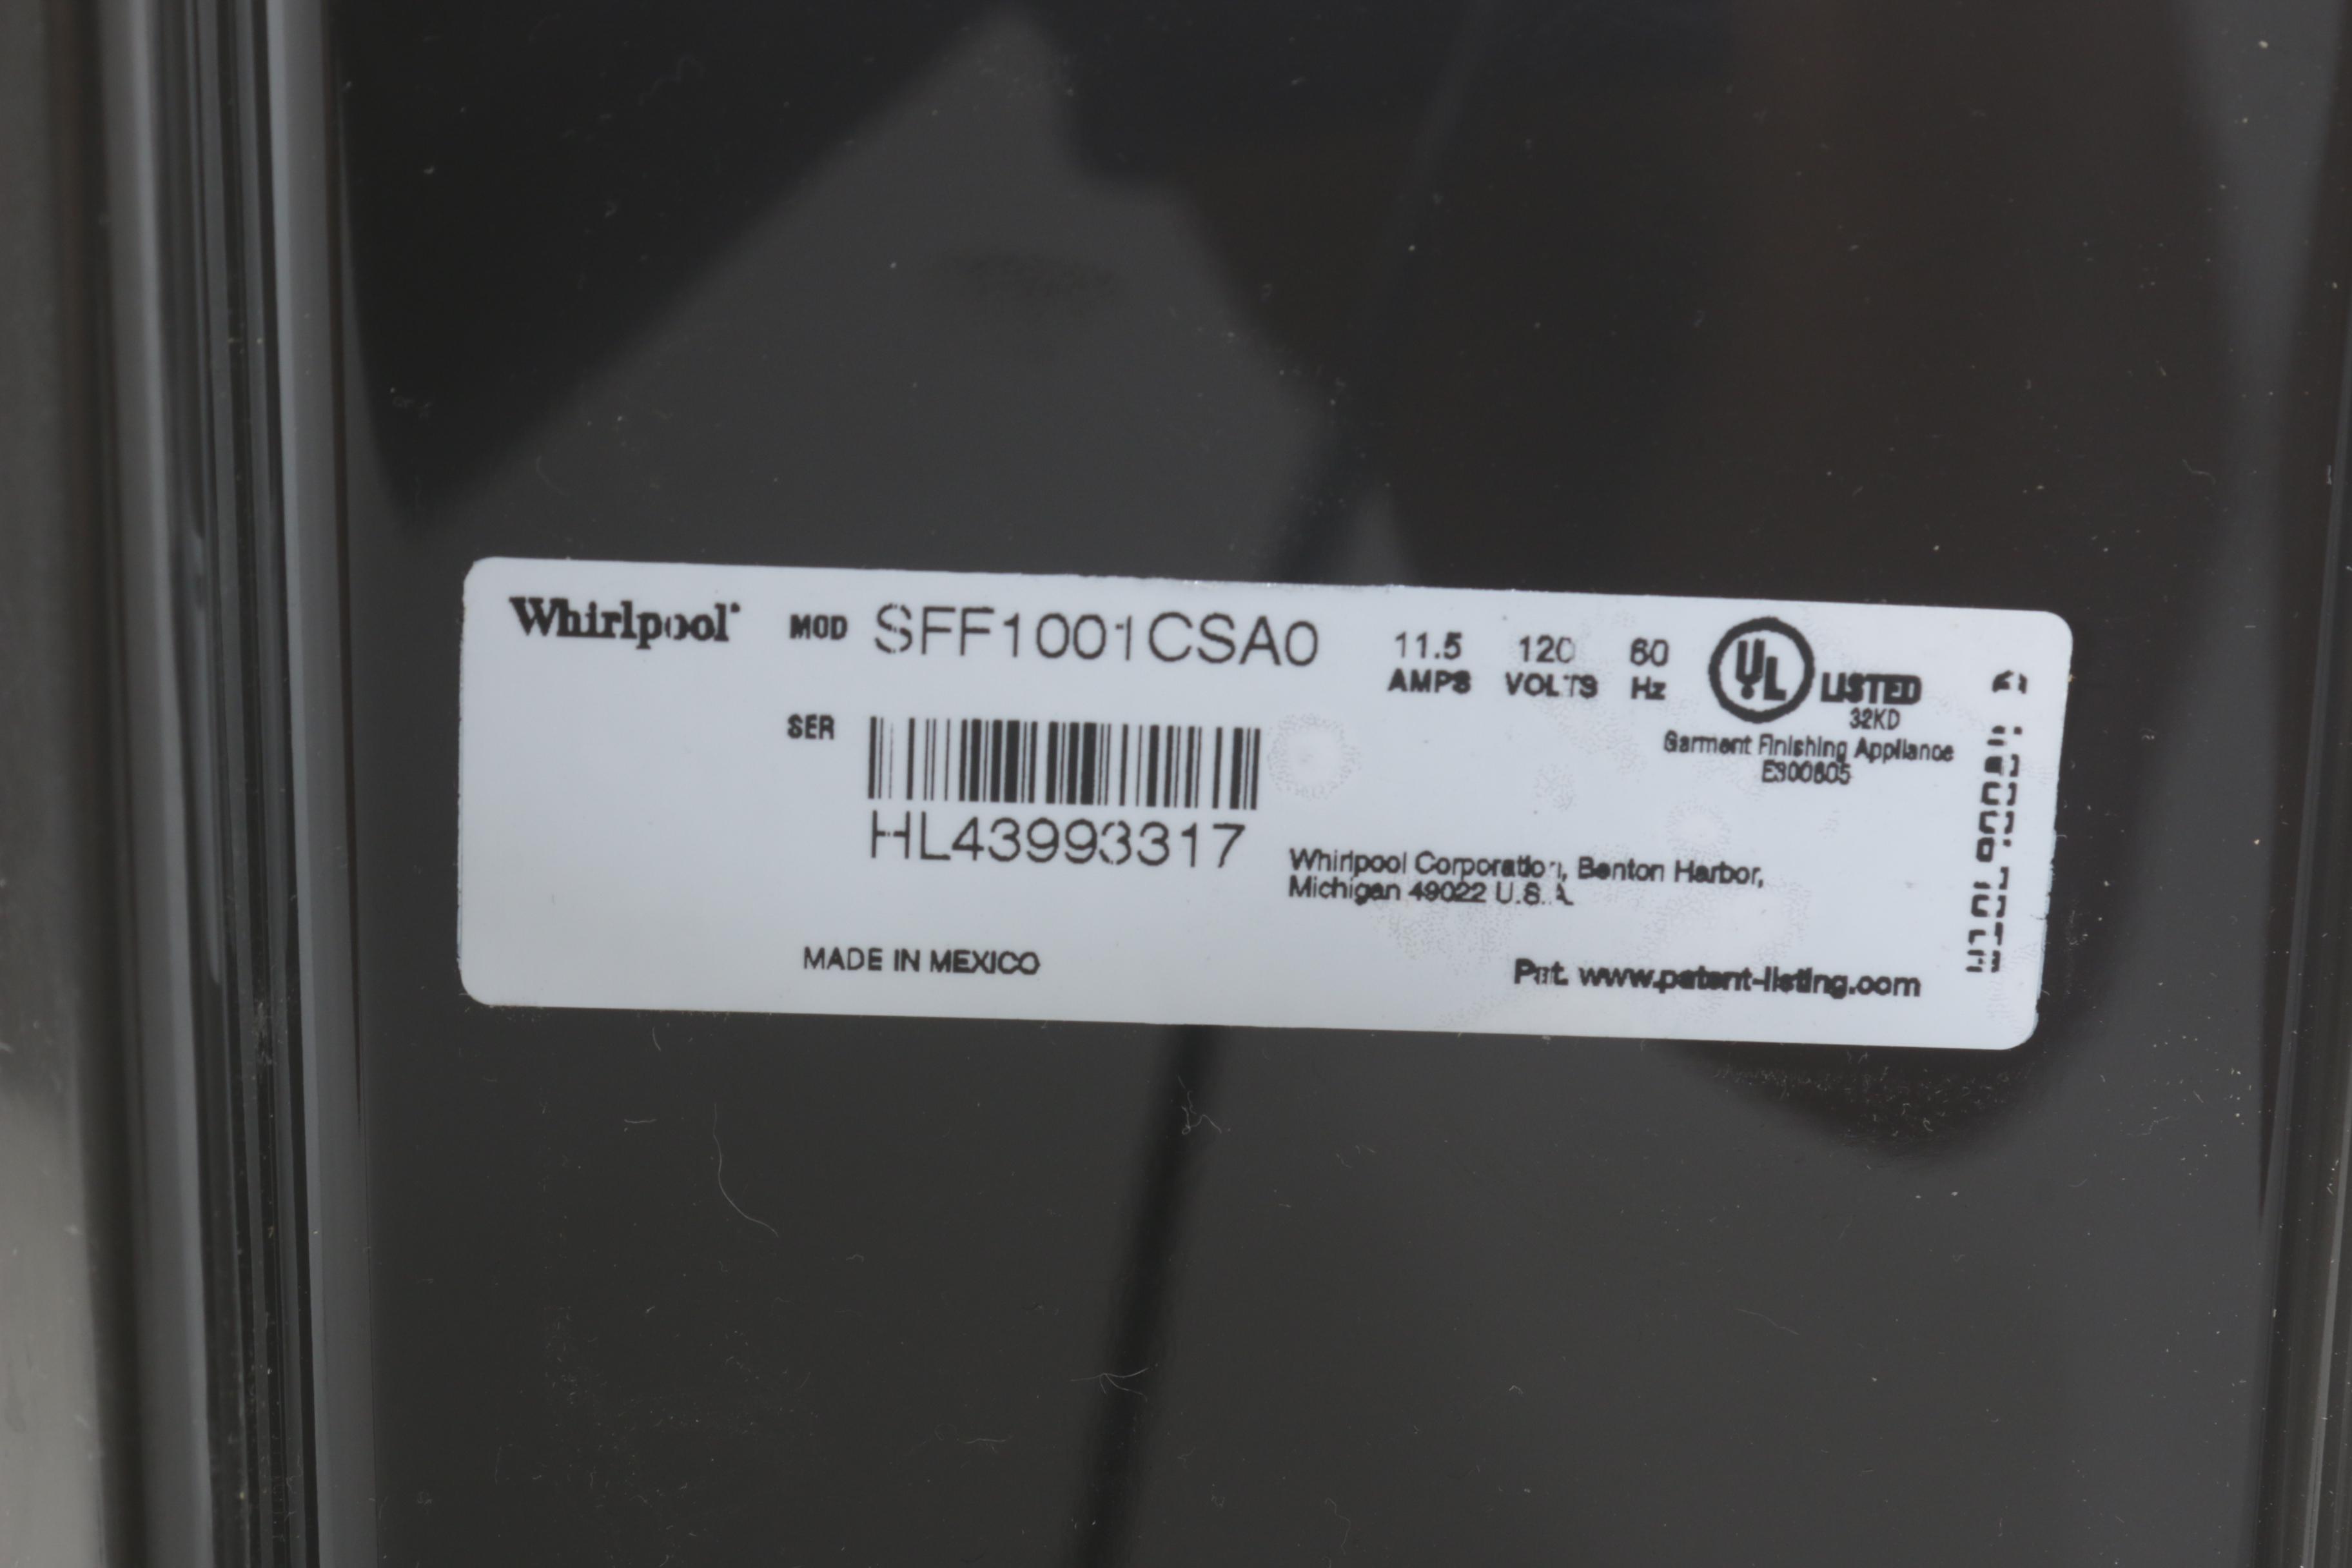 Whirlpool
MOD SFF1001CSA0
11.5 120 60
AMPS VOLTS Hz
UL LISTED
32KD
Garment Finishing Appliance
E300605
SER
HL43993317
Whirlpool Corporation, Benton Harbor,
Michigan 49022 U.S.A.
MADE IN MEXICO
Pat. www.patent-listing.com